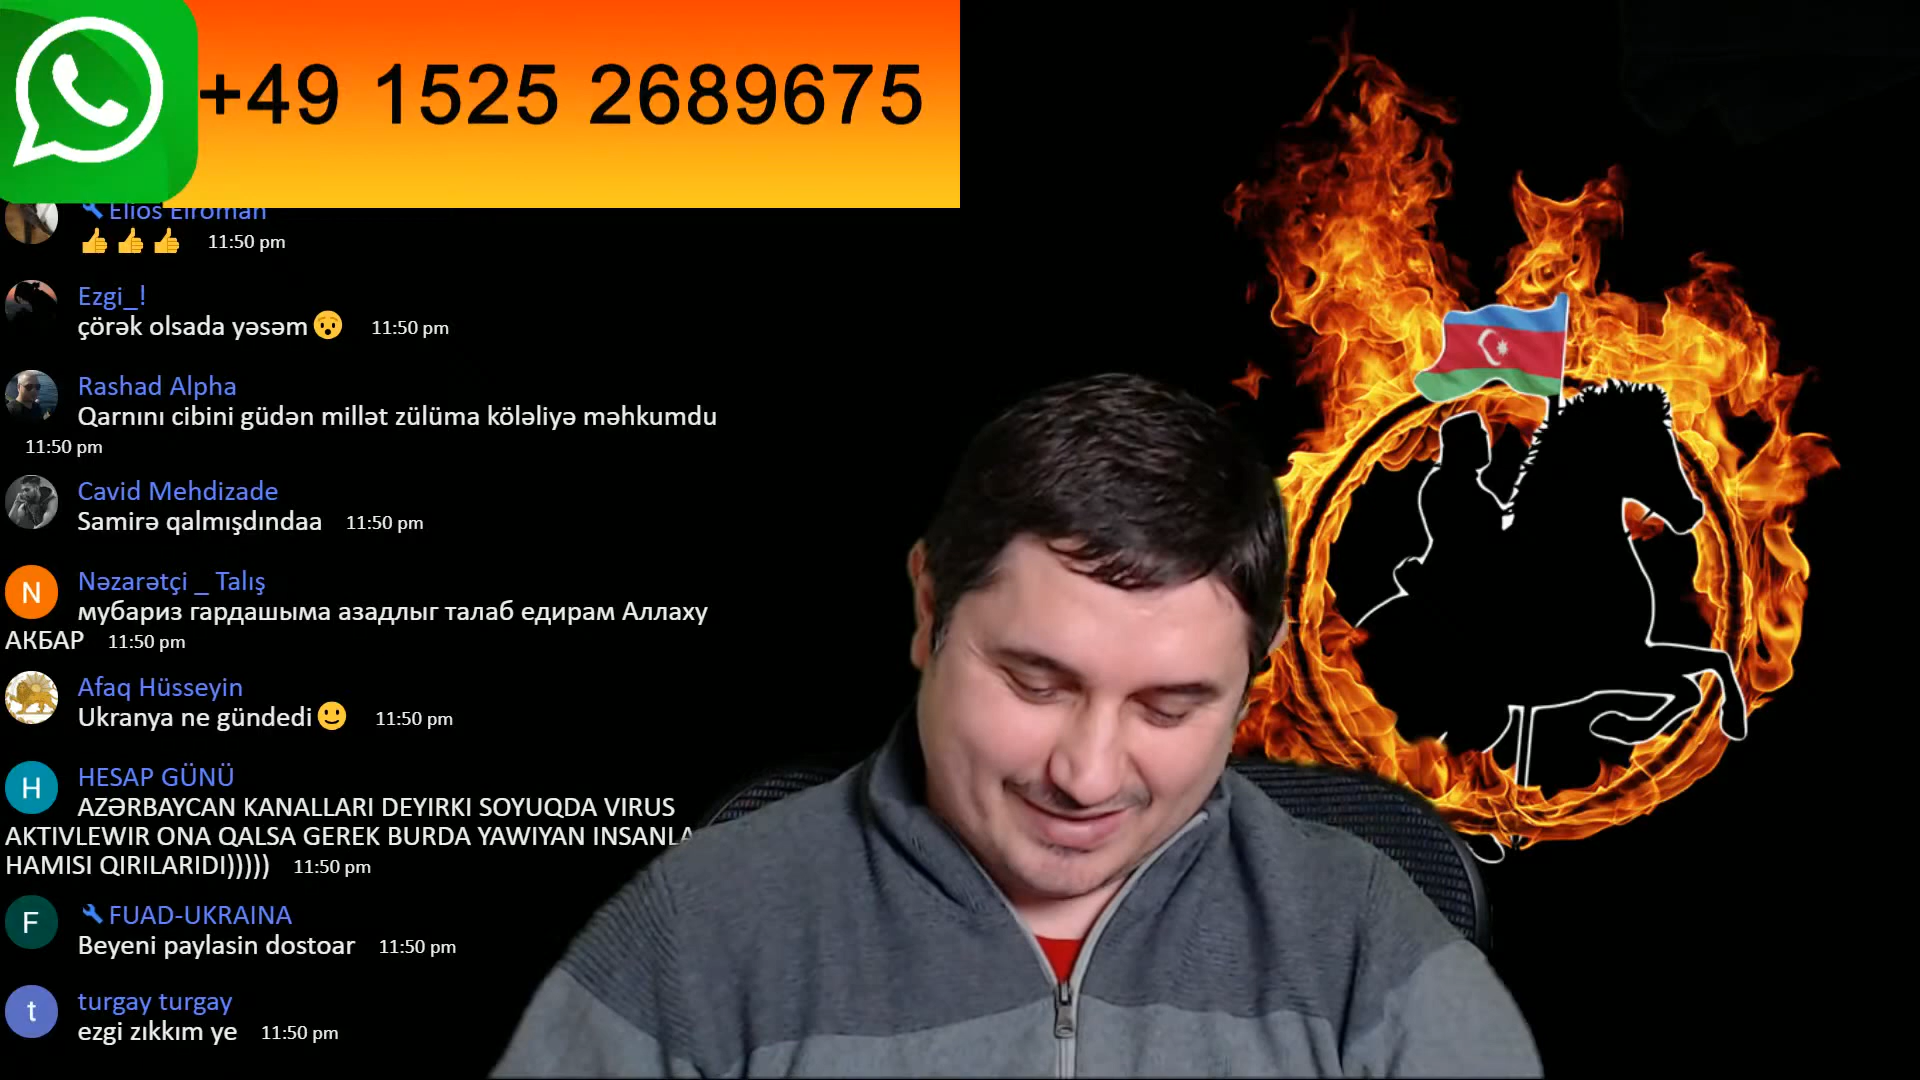 +49 1525 2689675
Elios Elroman
11:50 pm
Ezgi_!
çörək olsada yəsəm 11:50 pm
Rashad Alpha
Qarnını cibini güdən millət zülüma köləliyə məhkumdu
11:50 pm
Cavid Mehdizade
Samirə qalmışdındaa 11:50 pm
Nəzarətçi _ Talış
мубариз гардашыма азадлыг талаб едирам Аллаху
АКБАР 11:50 pm
Afaq Hüsseyin
Ukranya ne gündedi 11:50 pm
HESAP GÜNÜ
AZƏRBAYCAN KANALLARI DEYIRKI SOYUQDA VIRUS
AKTIVLEWIR ONA QALSA GEREK BURDA YAWIYAN INSANLA
HAMISI QIRILARIDI))))) 11:50 pm
FUAD-UKRAINA
Beyeni paylasin dostoar 11:50 pm
turgay turgay
ezgi zıkkım ye 11:50 pm
N
H
F
t